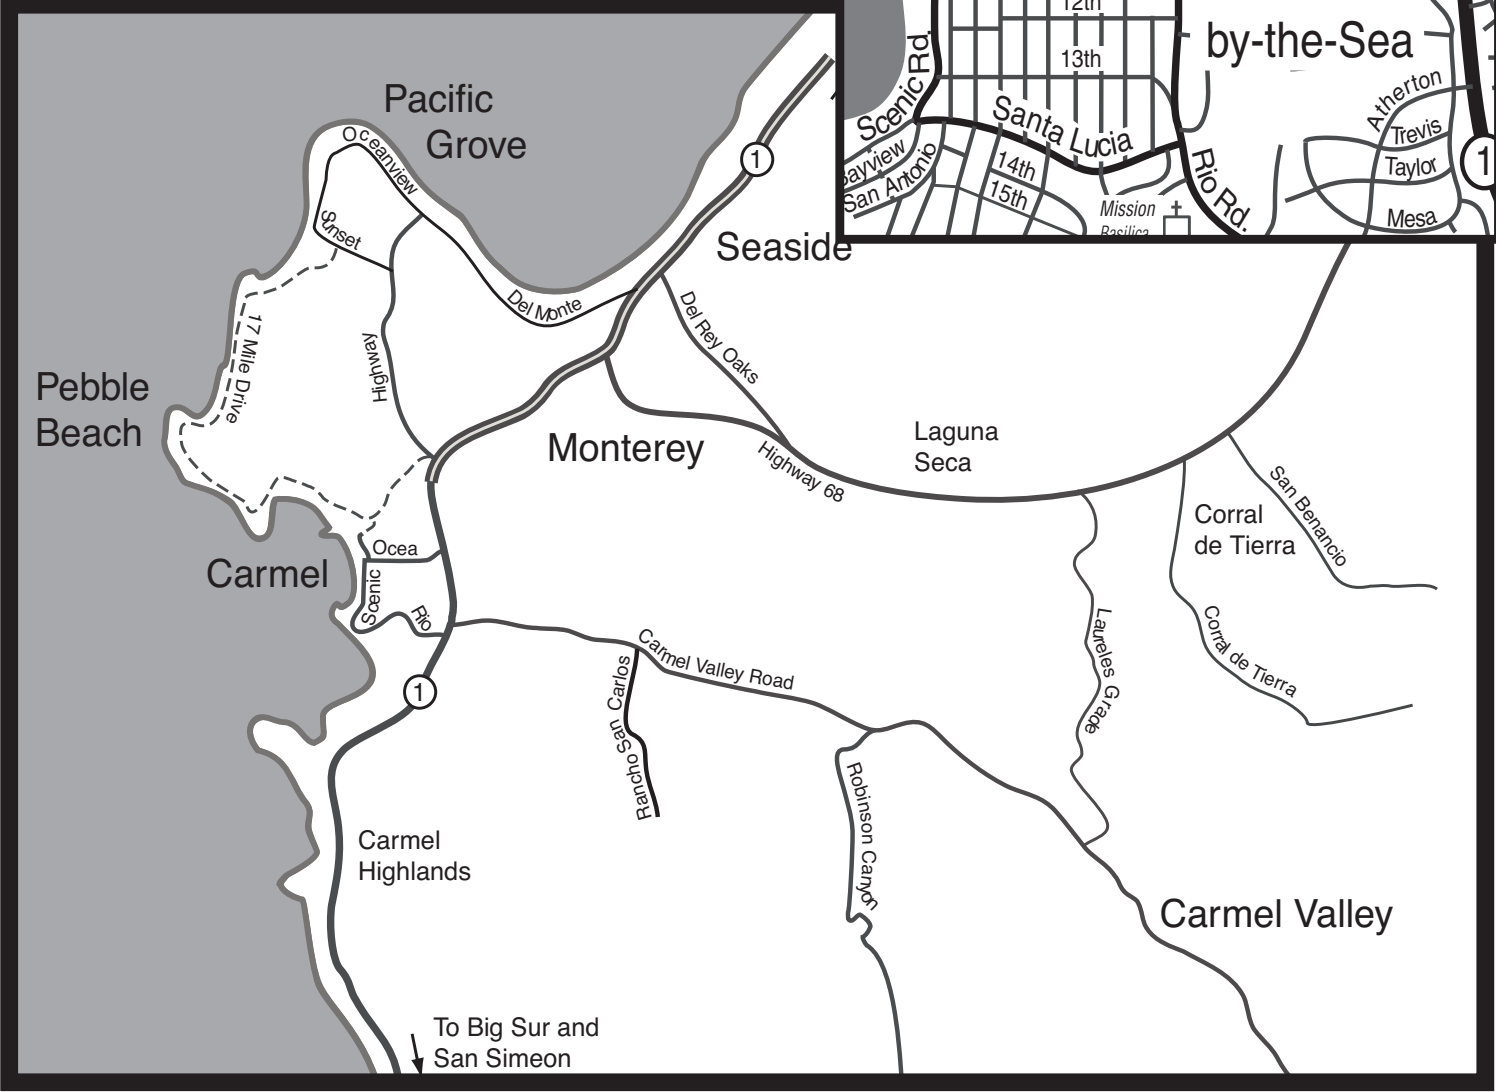 12th
by-the-Sea
13th
Scenic Rd.
Santa Lucia
Atherton
Trevis
Taylor
Mesa
1
Bayview
San Antonio
14th
15th
Rio Rd.
Mission
Basilica
Pacific
Grove
Oceanview
Sunset
1
Seaside
Del Monte
Del Rey Oaks
17 Mile Drive
Highway
Pebble
Beach
Monterey
Highway 68
Laguna
Seca
San Benancio
Corral
de Tierra
Carmel
Ocea
Scenic
Rio
Carmel Valley Road
Rancho San Carlos
Laureles Grade
Corral de Tierra
1
Robinson Canyon
Carmel
Highlands
Carmel Valley
To Big Sur and
San Simeon